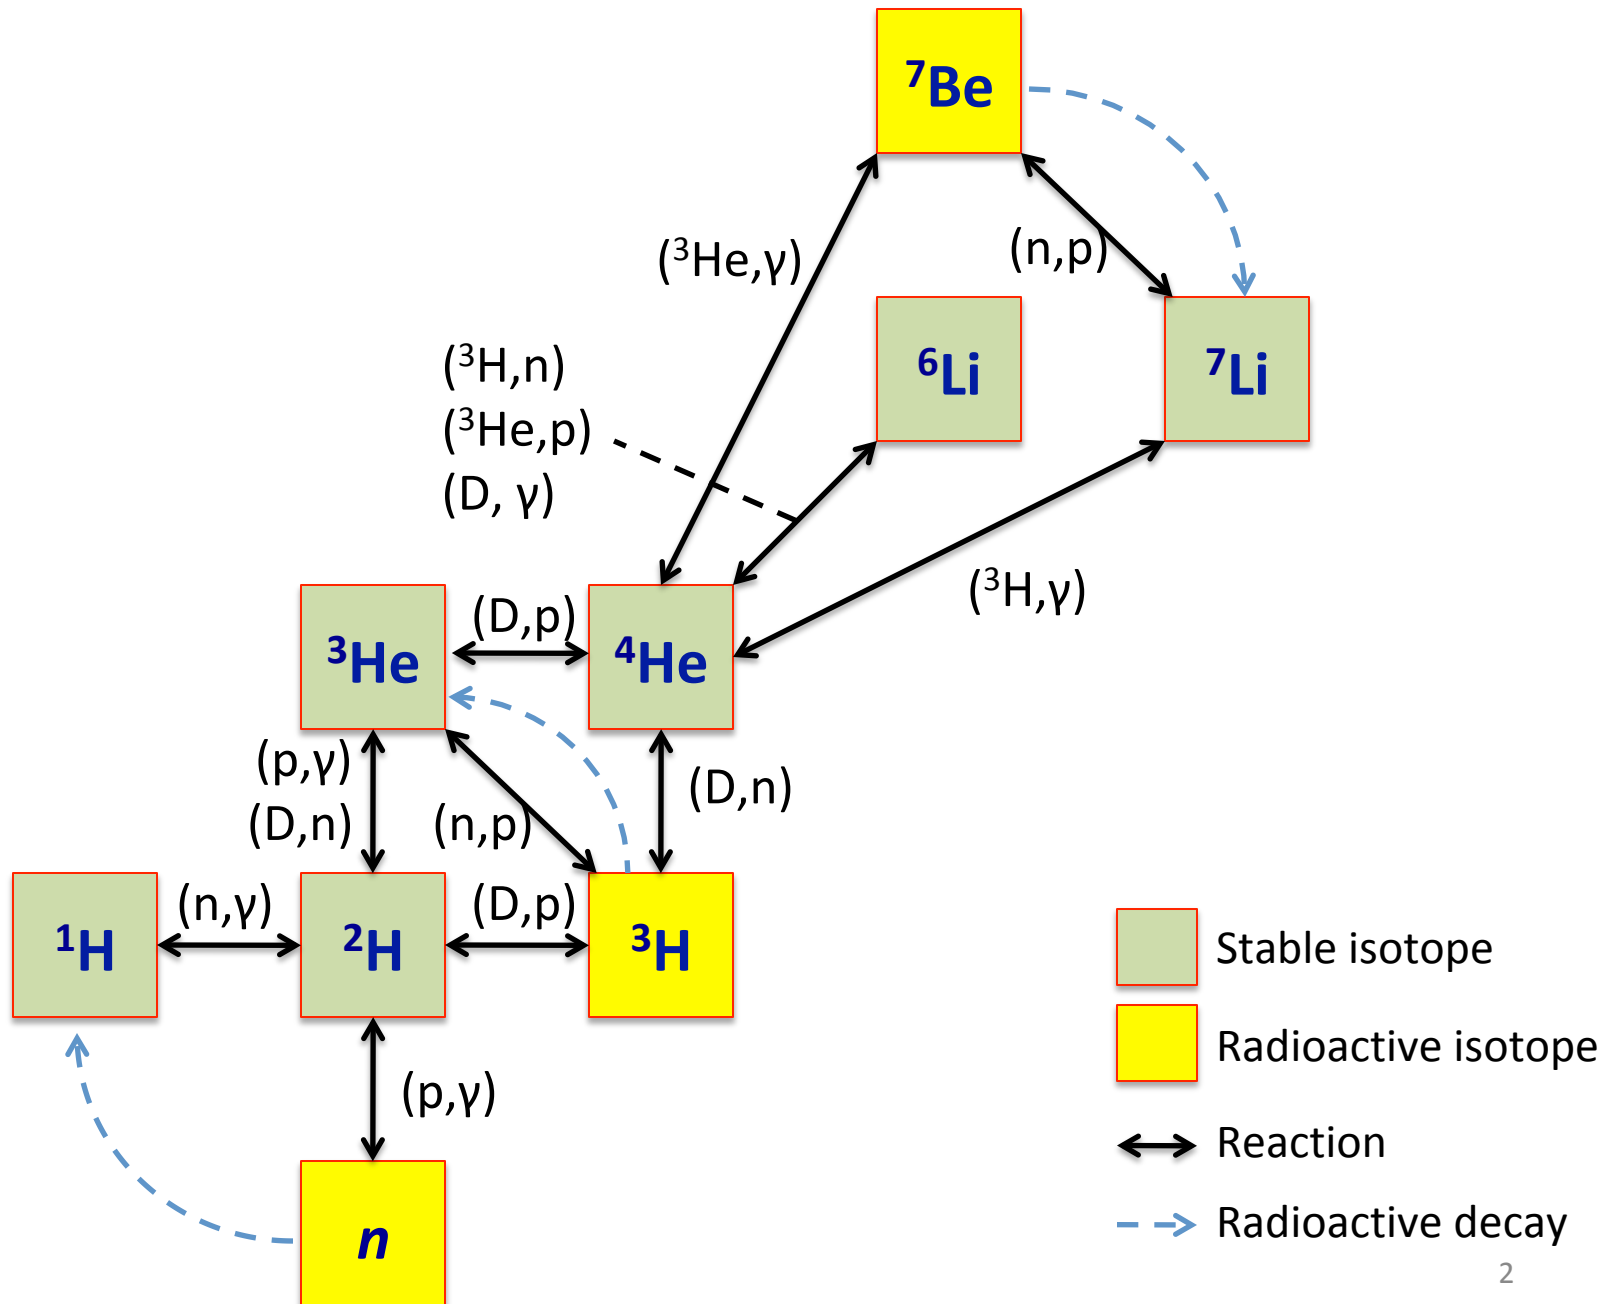 ⁷Be
(³He,γ)
(n,p)
(³H,n)
(³He,p)
(D, γ)
⁶Li
⁷Li
(³H,γ)
(D,p)
³He
⁴He
(p,γ)
(D,n)
(n,p)
(D,n)
(n,γ)
(D,p)
¹H
²H
³H
(p,γ)
n
Stable isotope
Radioactive isotope
Reaction
Radioactive decay
2